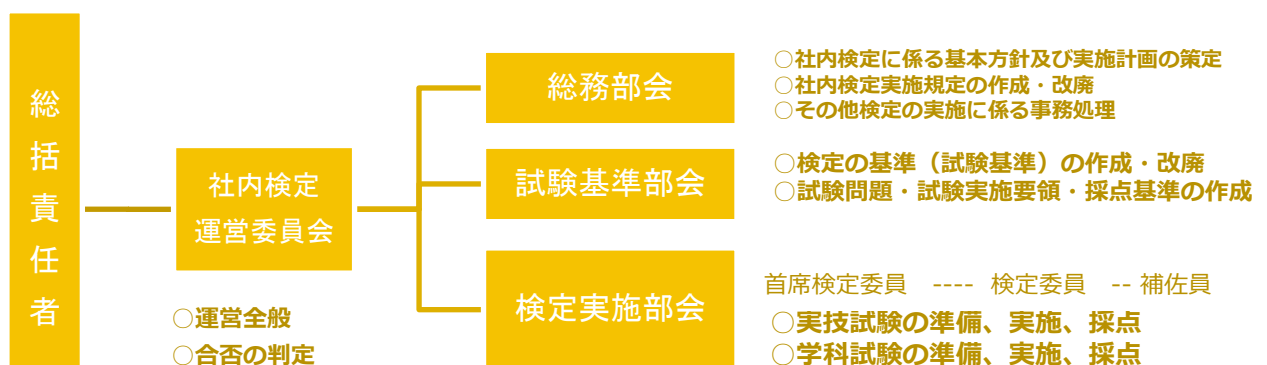 総括責任者
社内検定
運営委員会
○運営全般
○合否の判定
総務部会
○社内検定に係る基本方針及び実施計画の策定
○社内検定実施規定の作成・改廃
○その他検定の実施に係る事務処理
試験基準部会
○検定の基準（試験基準）の作成・改廃
○試験問題・試験実施要領・採点基準の作成
検定実施部会
首席検定委員 ---- 検定委員 -- 補佐員
○実技試験の準備、実施、採点
○学科試験の準備、実施、採点